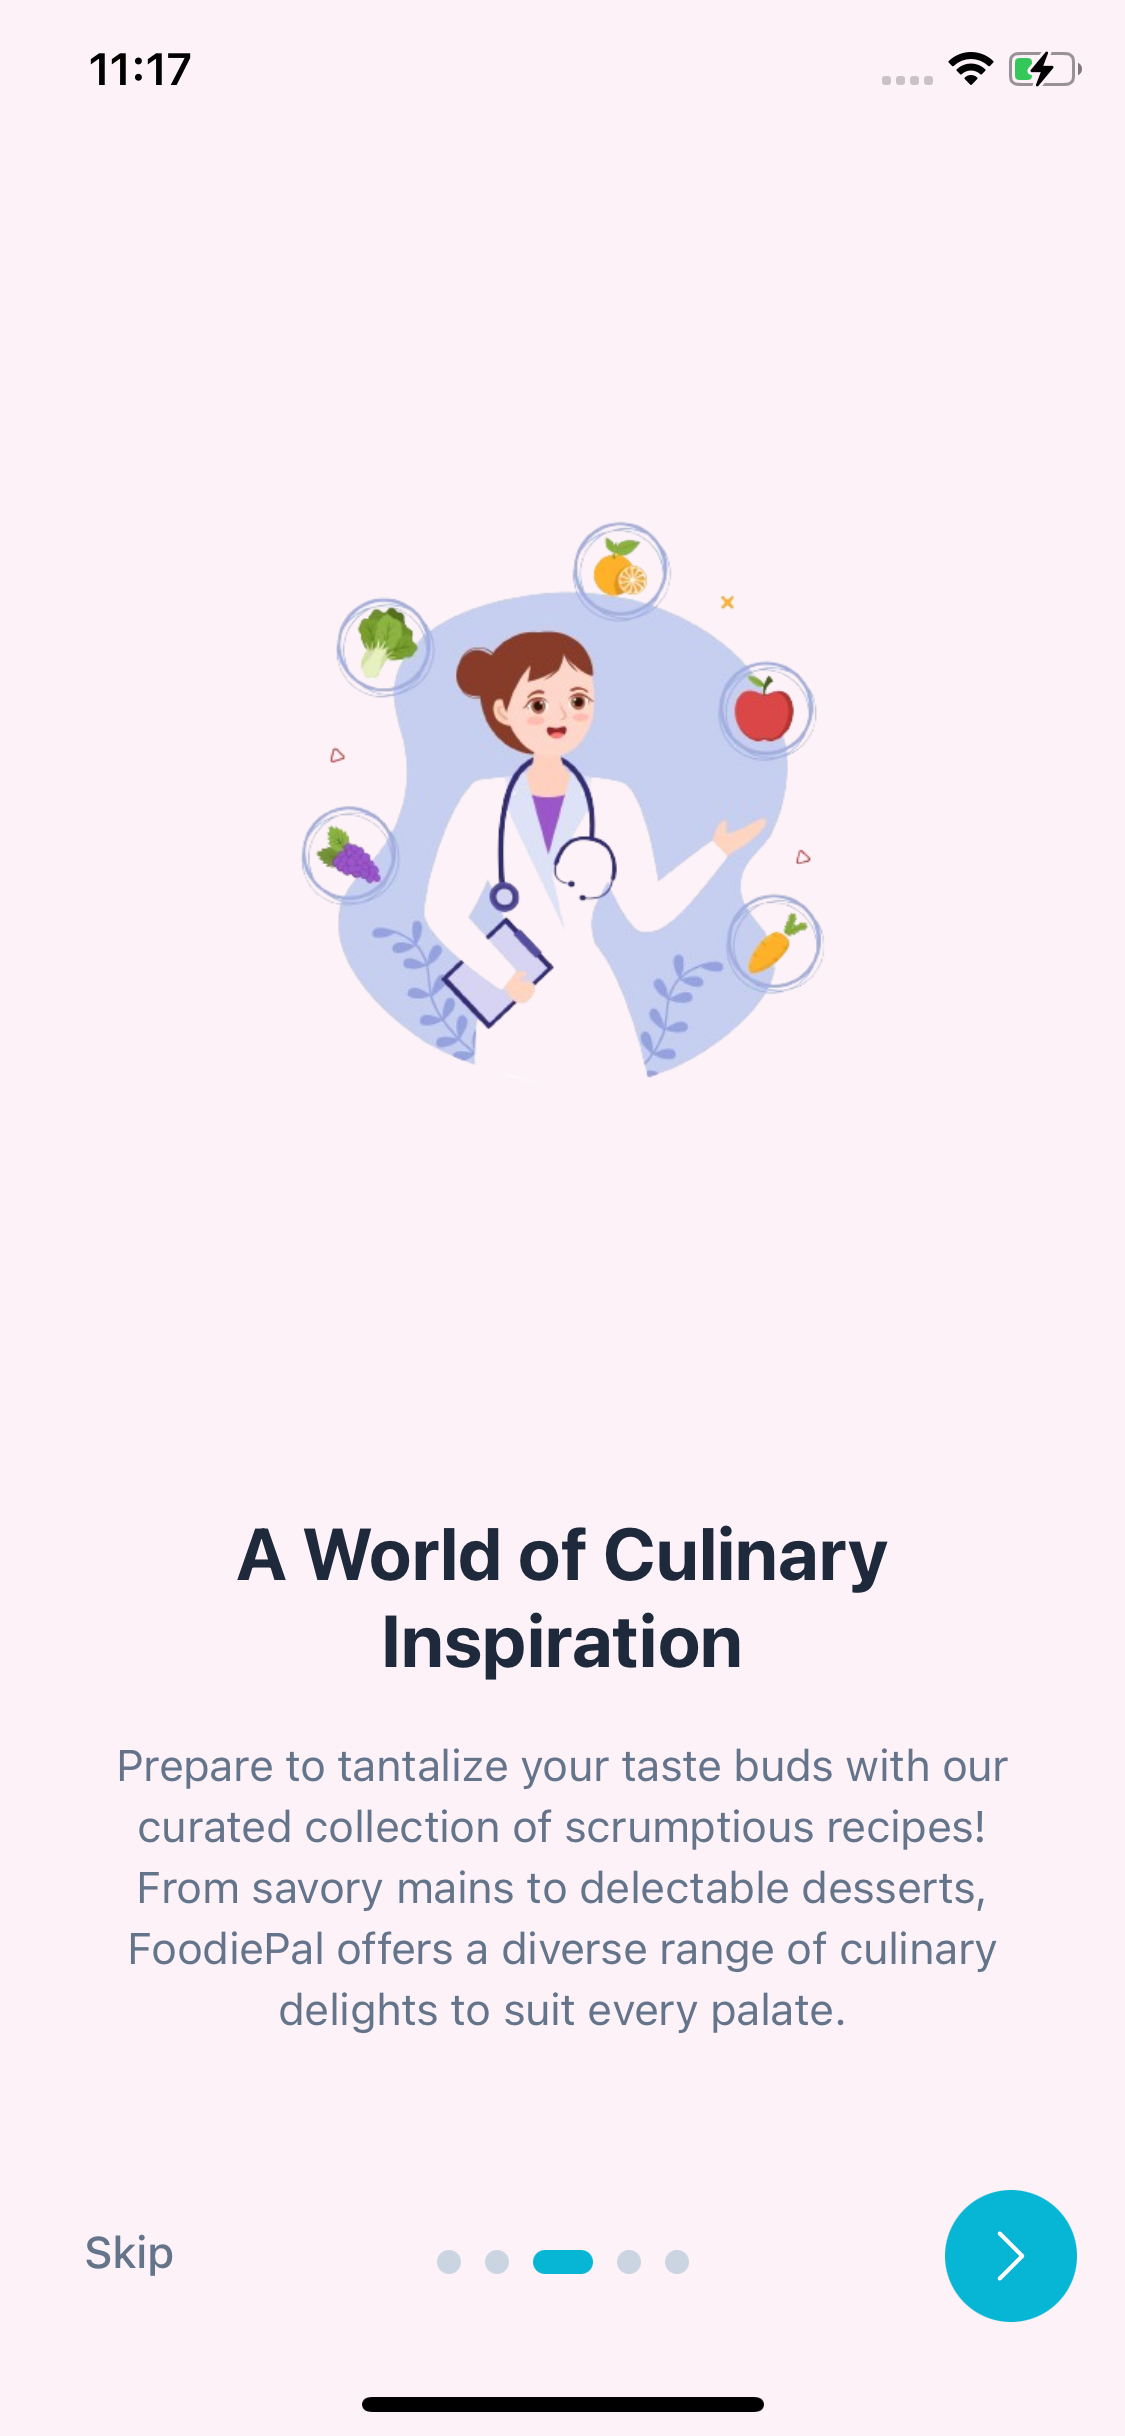 11:17
A World of Culinary
Inspiration
Prepare to tantalize your taste buds with our
curated collection of scrumptious recipes!
From savory mains to delectable desserts,
FoodiePal offers a diverse range of culinary
delights to suit every palate.
Skip